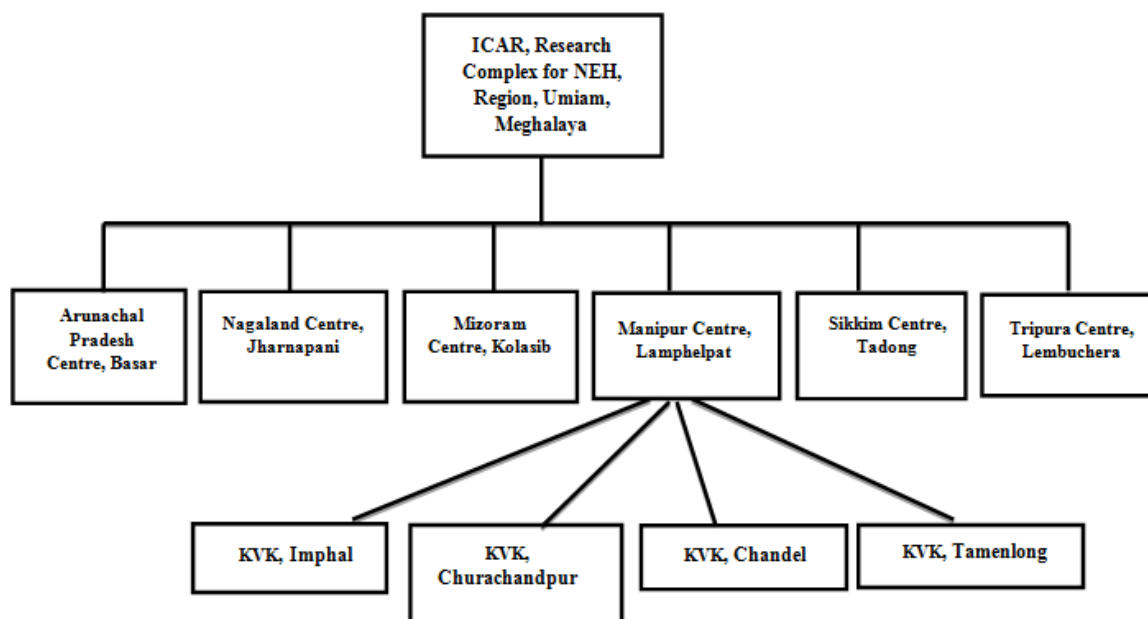 ICAR, Research
Complex for NEH,
Region, Umiam,
Meghalaya
Arunachal
Pradesh
Centre, Basar
Nagaland Centre,
Jharnapani
Mizoram
Centre, Kolasib
Manipur Centre,
Lamphelpat
Sikkim Centre,
Tadong
Tripura Centre,
Lembuchera
KVK, Imphal
KVK,
Churachandpur
KVK, Chandel
KVK, Tamenlong